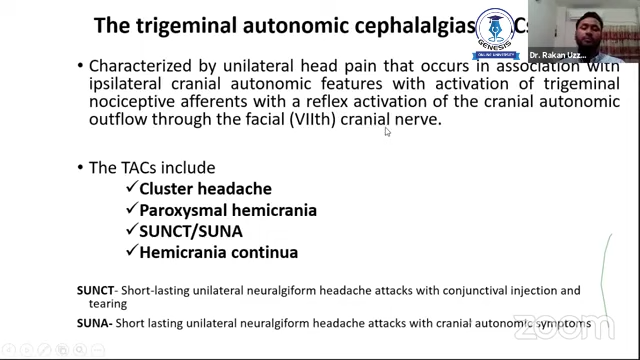 The trigeminal autonomic cephalalgias
GENESIS
ONLINE UNIVERSITY
Dr. Rakan Uzz...
• Characterized by unilateral head pain that occurs in association with
ipsilateral cranial autonomic features with activation of trigeminal
nociceptive afferents with a reflex activation of the cranial autonomic
outflow through the facial (VIIth) cranial nerve.
• The TACs include
✓Cluster headache
✓Paroxysmal hemicrania
✓SUNCT/SUNA
✓Hemicrania continua
SUNCT- Short-lasting unilateral neuralgiform headache attacks with conjunctival injection and
tearing
SUNA- Short lasting unilateral neuralgiform headache attacks with cranial autonomic symptoms
zoom